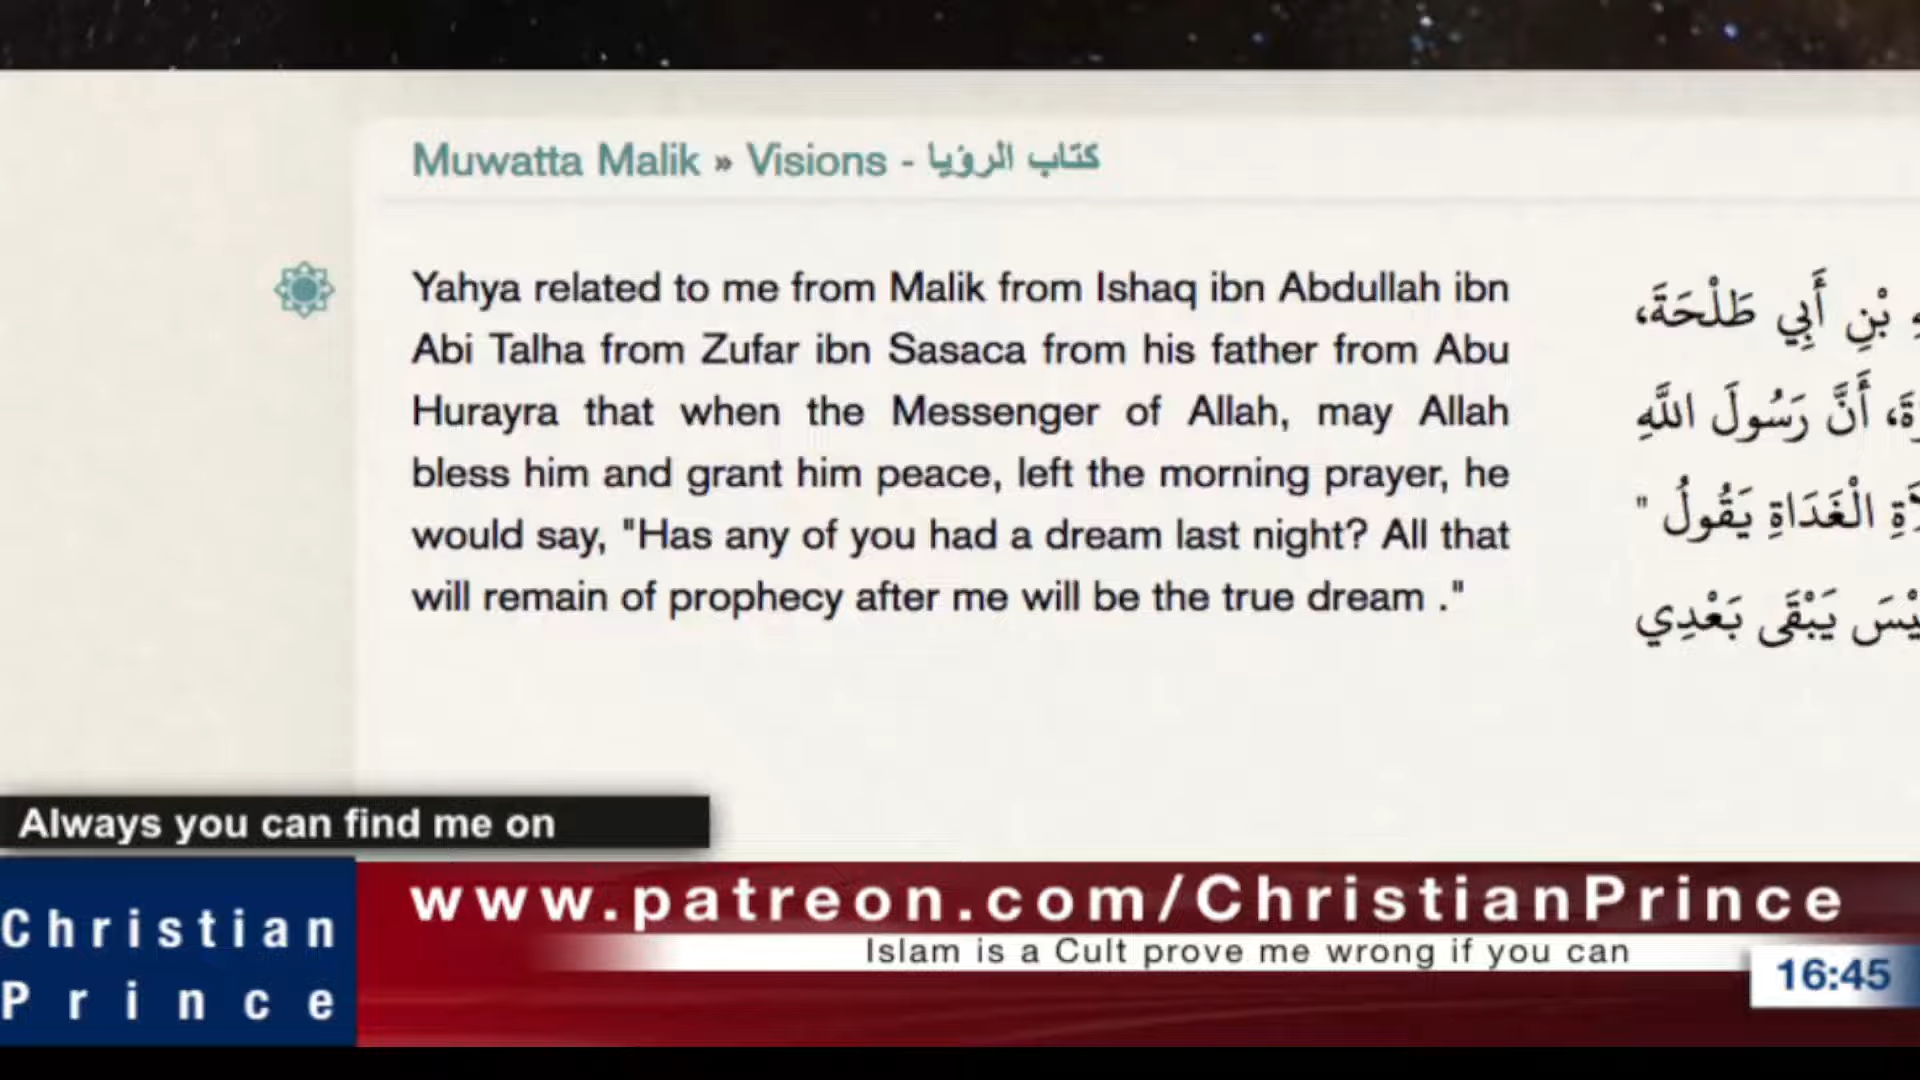 Muwatta Malik » Visions - كتاب الرؤيا
Yahya related to me from Malik from Ishaq ibn Abdullah ibn
Abi Talha from Zufar ibn Sasaca from his father from Abu
Hurayra that when the Messenger of Allah, may Allah
bless him and grant him peace, left the morning prayer, he
would say, "Has any of you had a dream last night? All that
will remain of prophecy after me will be the true dream ."
بْنِ أَبِي طَلْحَةَ،
أَنَّ رَسُولَ اللَّهِ
الْغَدَاةِ يَقُولُ "
يَبْقَى بَعْدِي
Always you can find me on
Christian
Prince
www.patreon.com/ChristianPrince
Islam is a Cult prove me wrong if you can
16:45